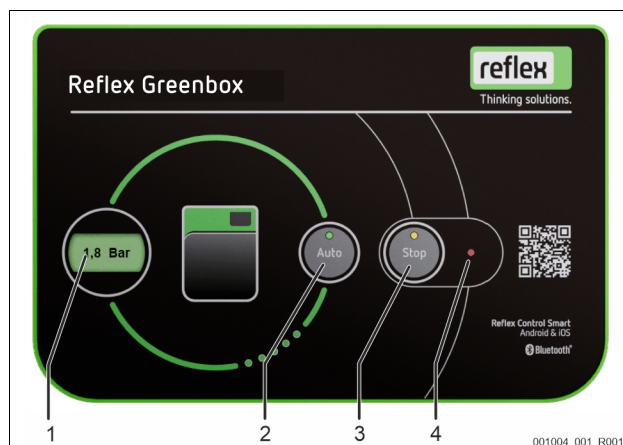 reflex
Reflex Greenbox
Thinking solutions.
1,8 Bar
Auto
Stop
Reflex Control Smart
Android & iOS
Bluetooth®
1
2
3
4
001004_001_R001